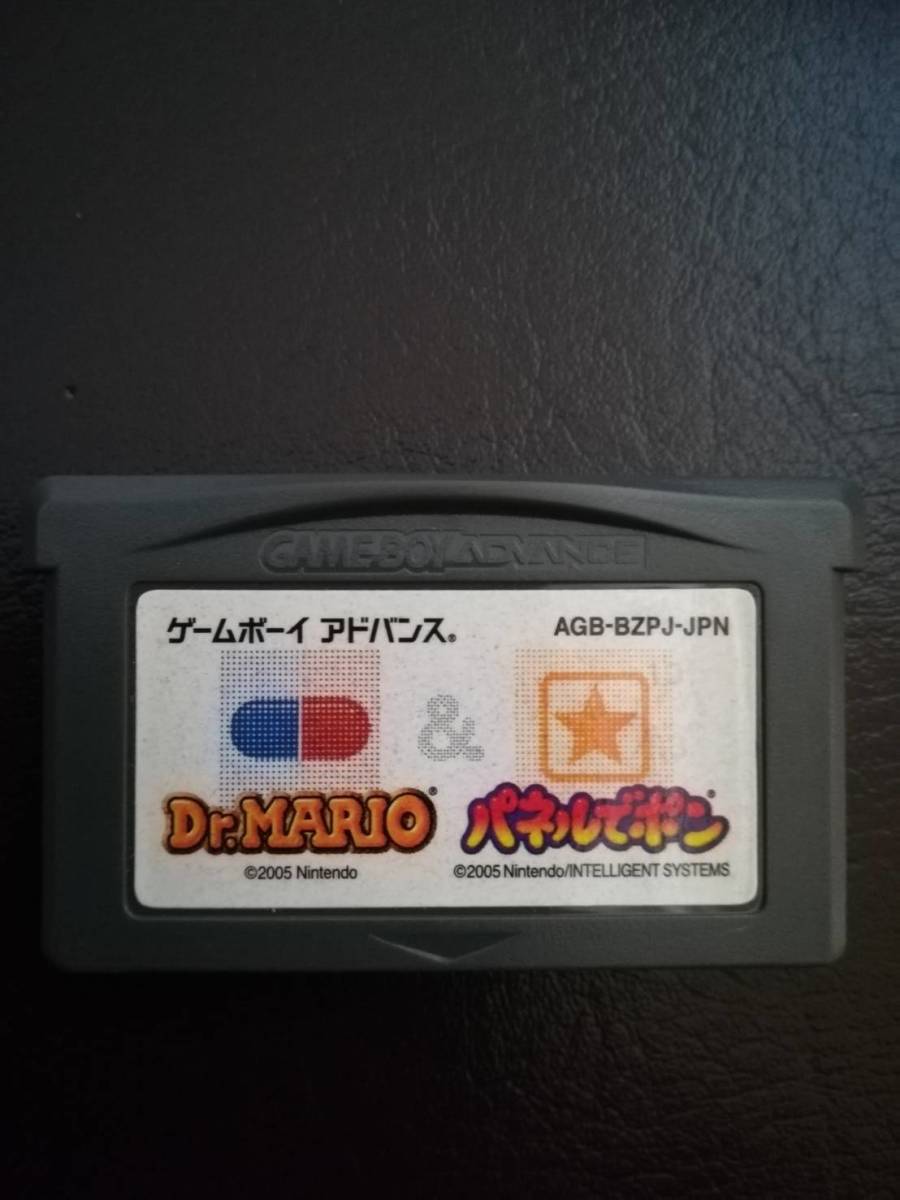 GAME BOY ADVANCE
ゲームボーイ アドバンス®
AGB-BZPJ-JPN
&
Dr.MARIO®
パネルでポン®
©2005 Nintendo
©2005 Nintendo/INTELLIGENT SYSTEMS